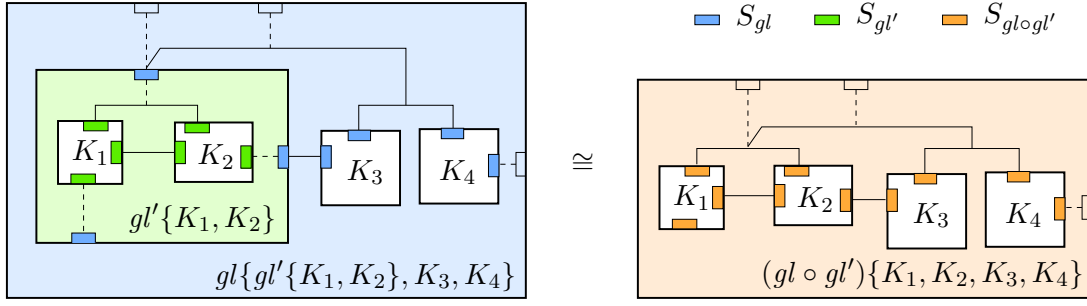 S_{gl} S_{gl'} S_{gl∘gl'}
K_1 K_2 K_3 K_4
gl'{K_1, K_2}
gl{gl'{K_1, K_2}, K_3, K_4}
≅
K_1 K_2 K_3 K_4
(gl ∘ gl'){K_1, K_2, K_3, K_4}